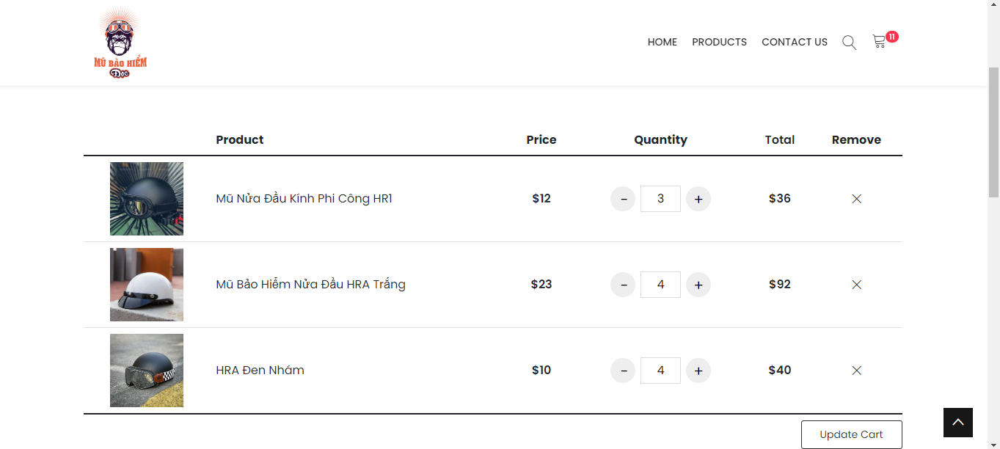 MŨ BẢO HIỂM
Độc
HOME PRODUCTS CONTACT US 11
Product Price Quantity Total Remove
Mũ Nửa Đầu Kính Phi Công HR1 $12 - 3 + $36
Mũ Bảo Hiểm Nửa Đầu HRA Trắng $23 - 4 + $92
HRA Đen Nhám $10 - 4 + $40
Update Cart